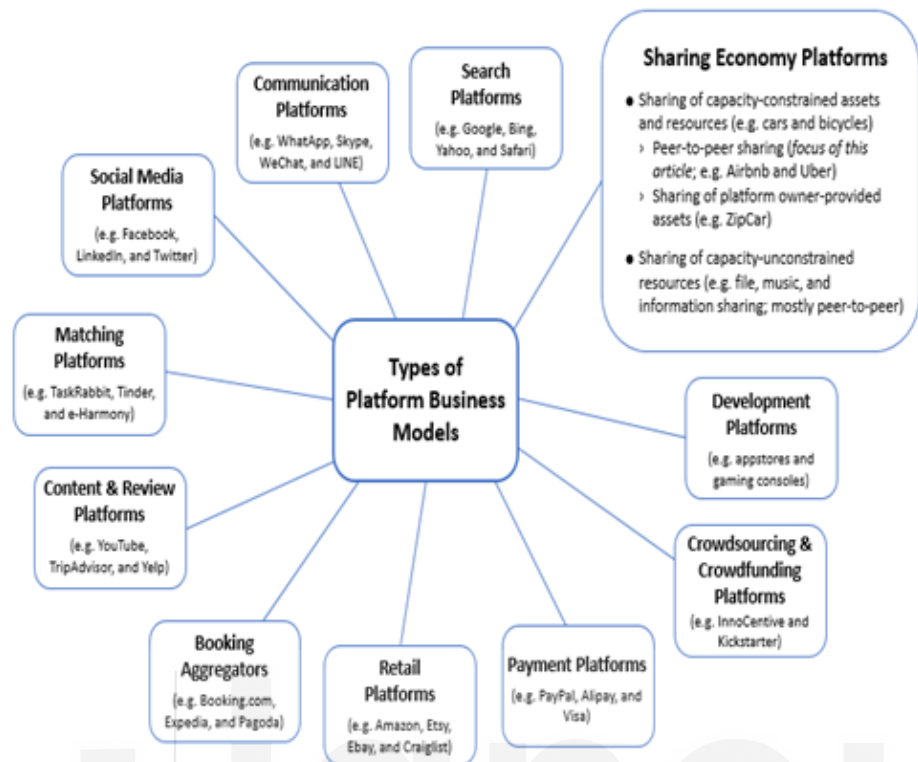 Types of
Platform Business
Models
Search
Platforms
(e.g. Google, Bing,
Yahoo, and Safari)
Sharing Economy Platforms
● Sharing of capacity-constrained assets
and resources (e.g. cars and bicycles)
› Peer-to-peer sharing (focus of this
article; e.g. Airbnb and Uber)
› Sharing of platform owner-provided
assets (e.g. ZipCar)
● Sharing of capacity-unconstrained
resources (e.g. file, music, and
information sharing; mostly peer-to-peer)
Development
Platforms
(e.g. appstores and
gaming consoles)
Crowdsourcing &
Crowdfunding
Platforms
(e.g. InnoCentive and
Kickstarter)
Payment Platforms
(e.g. PayPal, Alipay, and
Visa)
Retail
Platforms
(e.g. Amazon, Etsy,
Ebay, and Craiglist)
Booking
Aggregators
(e.g. Booking.com,
Expedia, and Pagoda)
Content & Review
Platforms
(e.g. YouTube,
TripAdvisor, and Yelp)
Matching
Platforms
(e.g. TaskRabbit, Tinder,
and e-Harmony)
Social Media
Platforms
(e.g. Facebook,
LinkedIn, and Twitter)
Communication
Platforms
(e.g. WhatApp, Skype,
WeChat, and LINE)